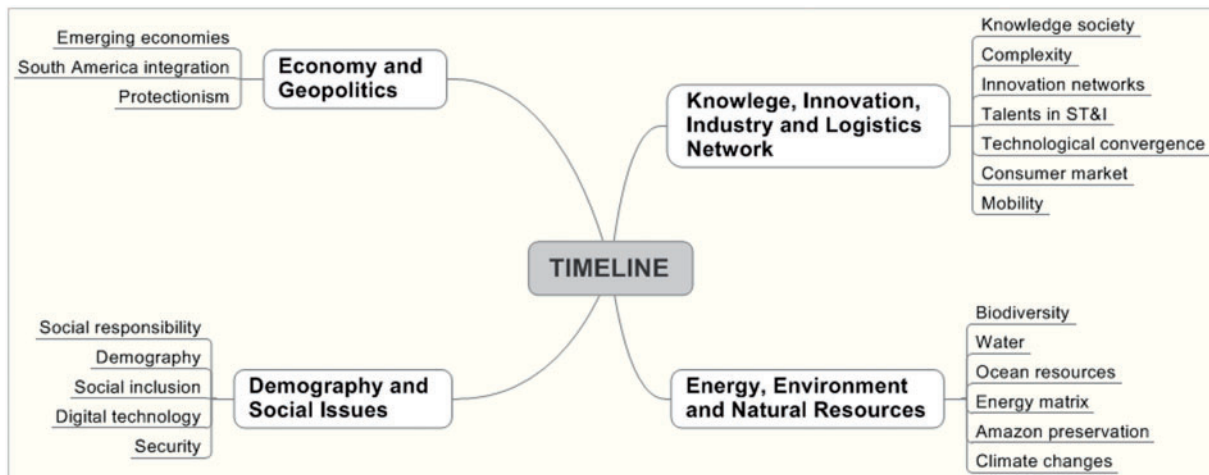 Emerging economies
South America integration
Protectionism
Economy and
Geopolitics
Knowlege, Innovation,
Industry and Logistics
Network
Knowledge society
Complexity
Innovation networks
Talents in ST&I
Technological convergence
Consumer market
Mobility
TIMELINE
Social responsibility
Demography
Social inclusion
Digital technology
Security
Demography and
Social Issues
Energy, Environment
and Natural Resources
Biodiversity
Water
Ocean resources
Energy matrix
Amazon preservation
Climate changes